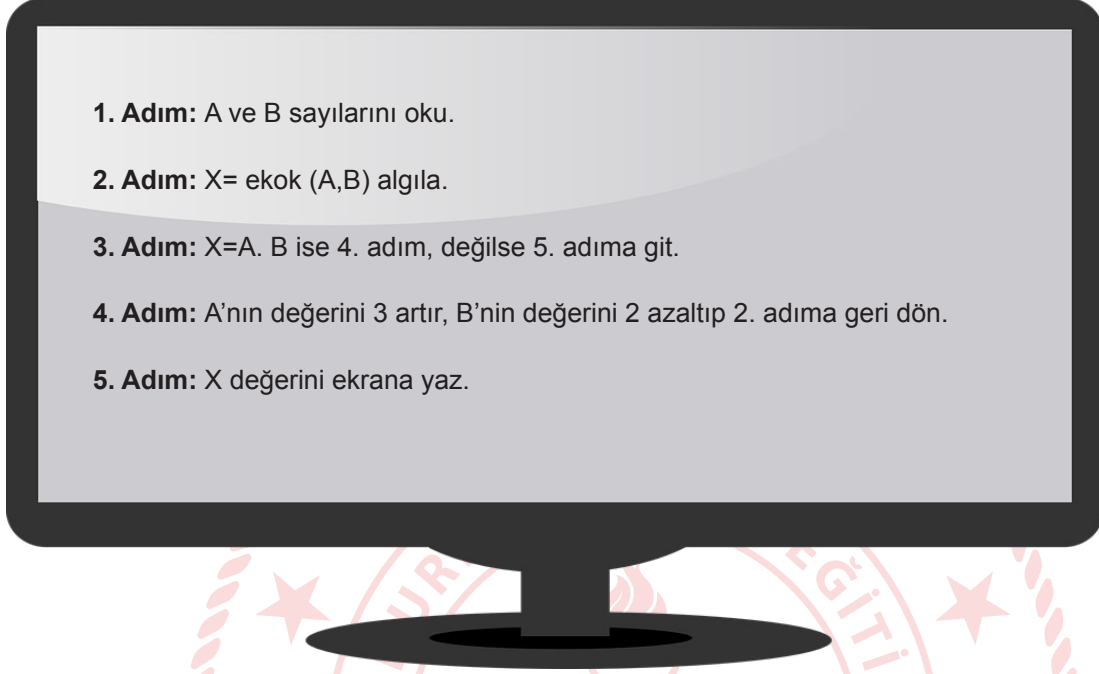 1. Adım: A ve B sayılarını oku.
2. Adım: X= ekok (A,B) algıla.
3. Adım: X=A. B ise 4. adım, değilse 5. adıma git.
4. Adım: A’nın değerini 3 artır, B’nin değerini 2 azaltıp 2. adıma geri dön.
5. Adım: X değerini ekrana yaz.